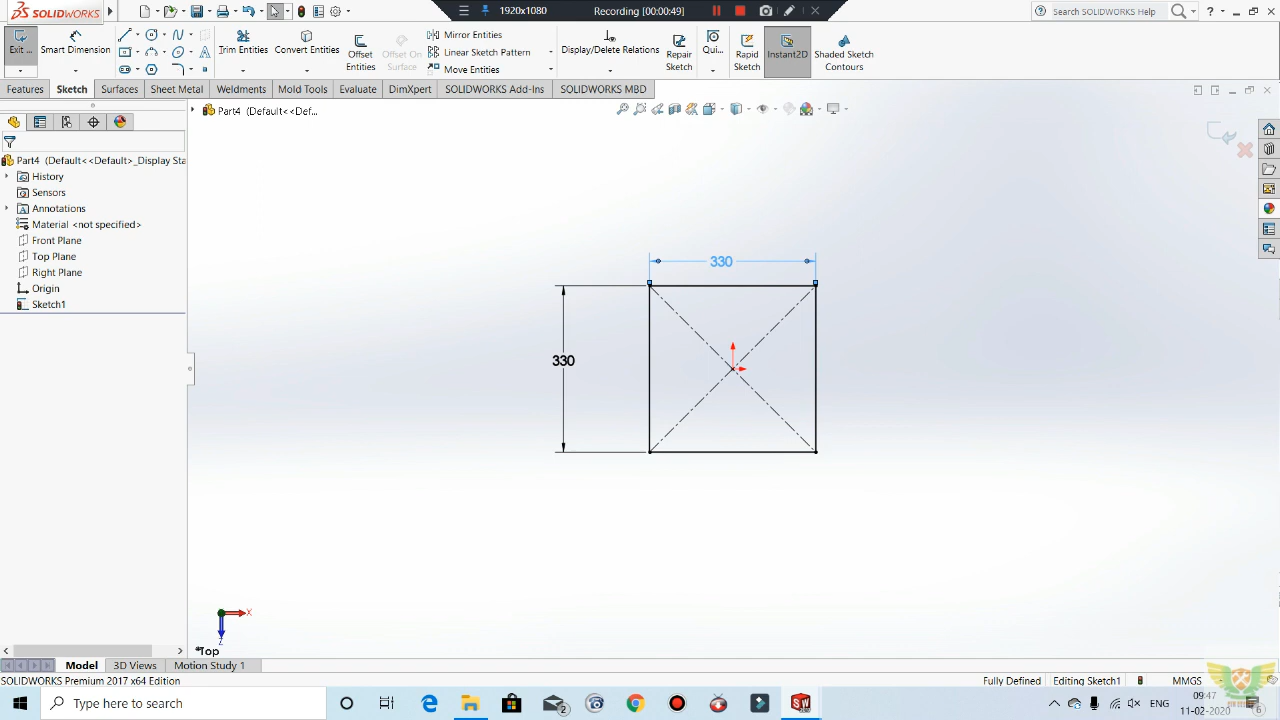 SOLIDWORKS
1920x1080
Recording [00:00:49]
Search SOLIDWORKS Help
?
Exit ...
Smart Dimension
Trim Entities
Convert Entities
Offset Entities
Offset On Surface
Mirror Entities
Linear Sketch Pattern
Move Entities
Display/Delete Relations
Repair Sketch
Qui...
Rapid Sketch
Instant2D
Shaded Sketch Contours
Features
Sketch
Surfaces
Sheet Metal
Weldments
Mold Tools
Evaluate
DimXpert
SOLIDWORKS Add-Ins
SOLIDWORKS MBD
Part4 (Default<<Def...
Part4 (Default<<Default>_Display Sta
History
Sensors
Annotations
Material <not specified>
Front Plane
Top Plane
Right Plane
Origin
Sketch1
330
330
X
Z
*Top
Model
3D Views
Motion Study 1
SOLIDWORKS Premium 2017 x64 Edition
Fully Defined
Editing Sketch1
MMGS
Type here to search
2
SW
ENG
09:47
11-02-2020
6